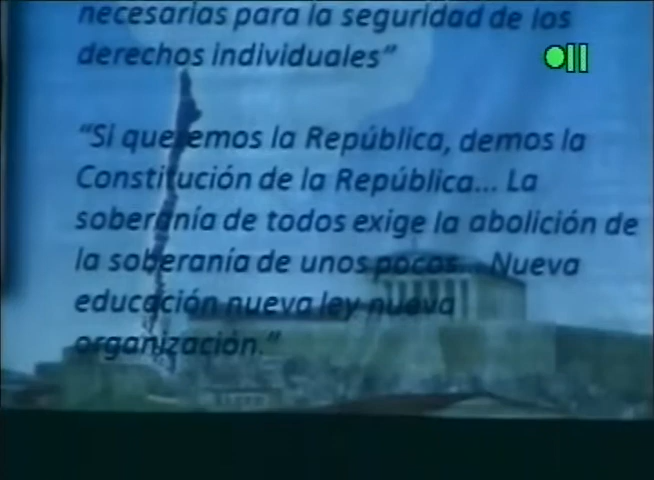 necesarias para la seguridad de los
derechos individuales”
“Si queremos la República, demos la
Constitución de la República... La
soberanía de todos exige la abolición de
la soberanía de unos pocos... Nueva
educación nueva ley nueva
organización.”